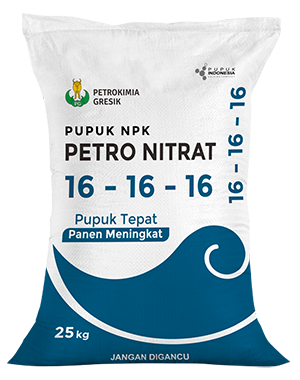 PETROKIMIA
GRESIK
PUPUK
INDONESIA
PUPUK NPK
PETRO NITRAT
16 - 16 - 16
16 - 16 - 16
Pupuk Tepat
Panen Meningkat
25 kg
JANGAN DIGANCU